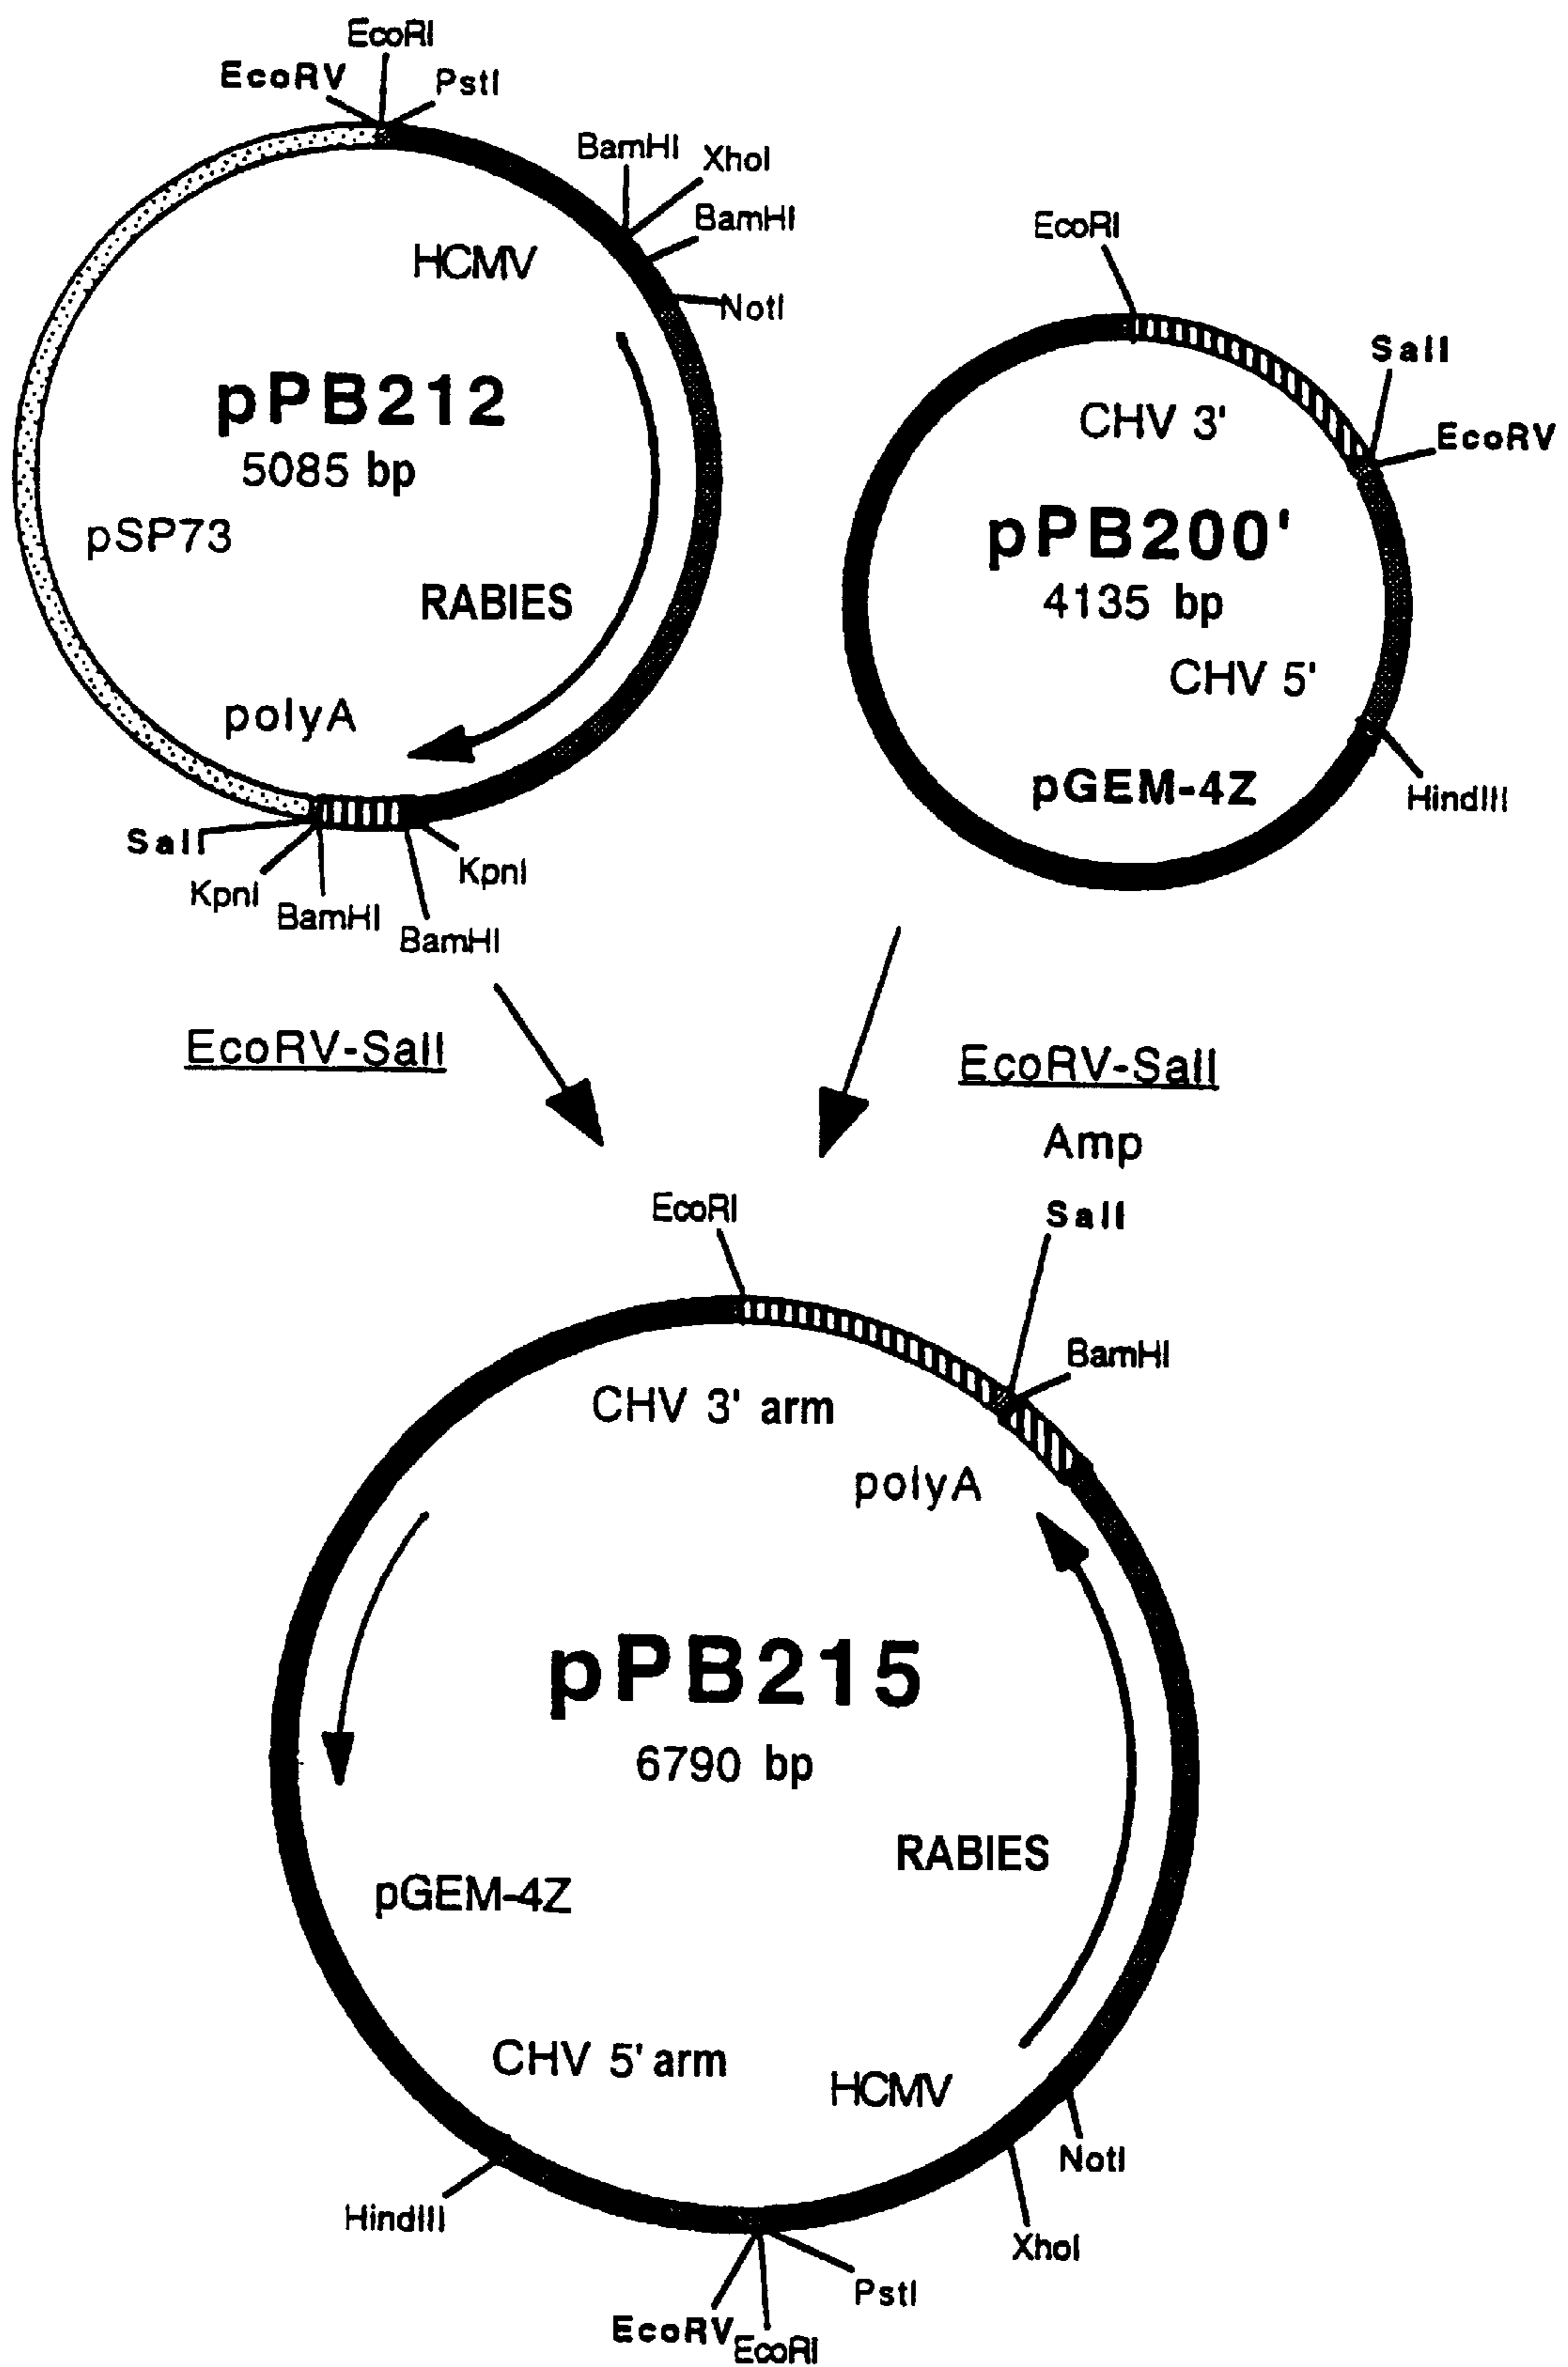 EcoRI
EcoRV
PstI
BamHI
XhoI
BamHI
NotI
HCMV
pPB212
5085 bp
pSP73
RABIES
polyA
SalI
KpnI
BamHI
BamHI
KpnI
EcoRI
SalI
EcoRV
CHV 3'
pPB200'
4135 bp
CHV 5'
pGEM-4Z
HindIII
EcoRV-SalI
EcoRV-SalI
Amp
EcoRI
SalI
BamHI
CHV 3' arm
polyA
pPB215
6790 bp
RABIES
pGEM-4Z
CHV 5' arm
HCMV
NotI
HindIII
XhoI
PstI
EcoRV
EcoRI